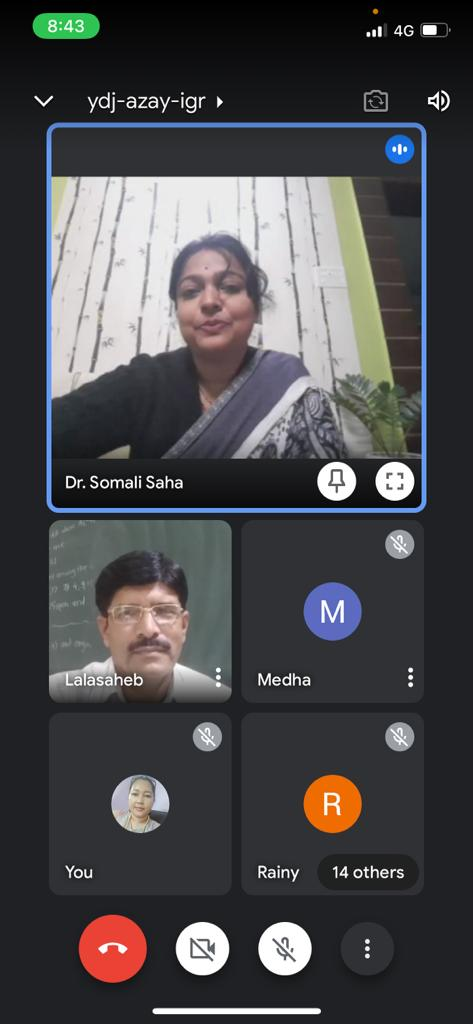 8:43
4G
ydj-azay-igr
Dr. Somali Saha
Lalasaheb
M
Medha
You
R
Rainy
14 others